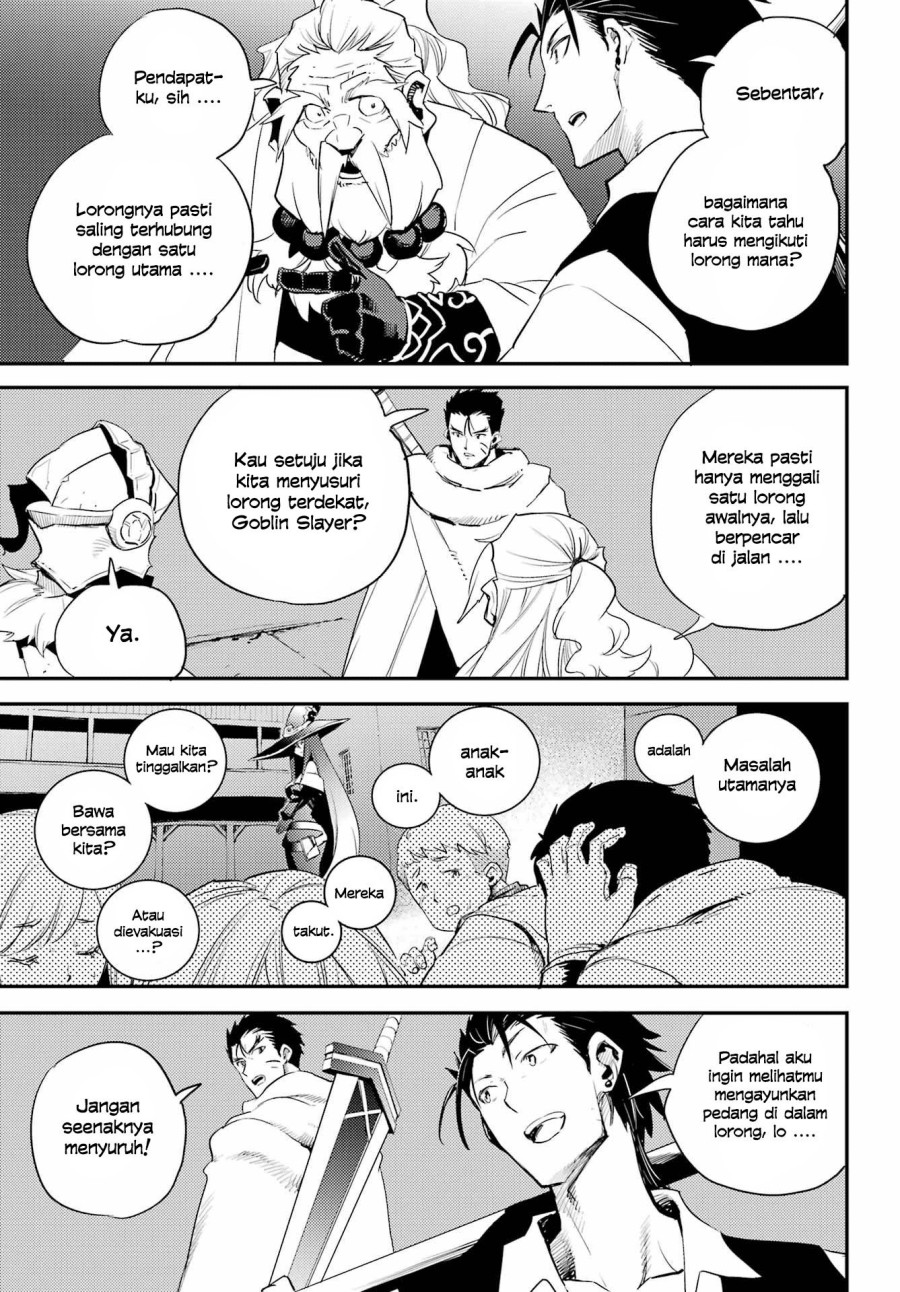 Sebentar,
bagaimana
cara kita tahu
harus mengikuti
lorong mana?
Pendapat-
ku, sih ....
Lorongnya pasti
saling terhubung
dengan satu
lorong utama ....
Mereka pasti
hanya menggali
satu lorong
awalnya, lalu
berpencar
di jalan ....
Kau setuju jika
kita menyusuri
lorong terdekat,
Goblin Slayer?
Ya.
Masalah
utamanya
adalah
anak-
anak
ini.
Mereka
takut.
Mau kita
tinggalkan?
Bawa
bersama
kita?
Atau
dievakuasi
...?
Padahal aku
ingin melihatmu
mengayunkan
pedang di dalam
lorong, lo ....
Jangan
seenaknya
menyuruh!